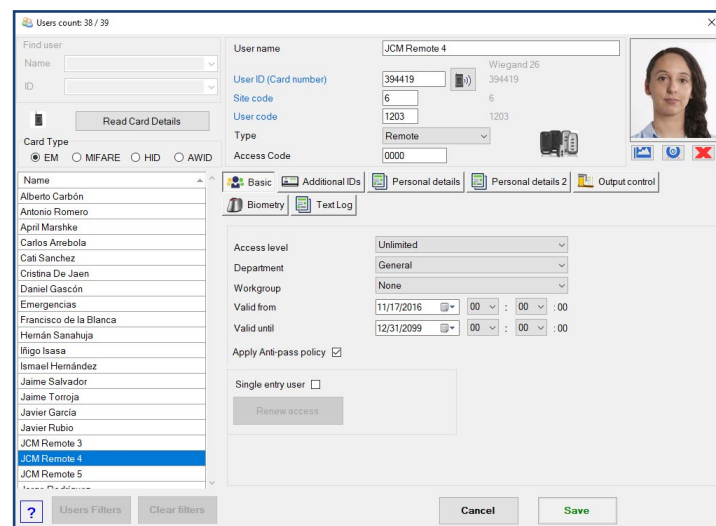 Users count: 38 / 39
Find user
Name
ID
Read Card Details
Card Type
EM MIFARE HID AWID
User name JCM Remote 4
Wiegand 26
User ID (Card number) 394419 394419
Site code 6 6
User code 1203 1203
Type Remote
Access Code 0000
Name
Alberto Carbón
Antonio Romero
April Marshke
Carlos Arrebola
Cati Sanchez
Cristina De Jaen
Daniel Gascón
Emergencias
Francisco de la Blanca
Hernán Sanahuja
Iñigo Isasa
Ismael Hernández
Jaime Salvador
Jaime Torroja
Javier García
Javier Rubio
JCM Remote 3
JCM Remote 4
JCM Remote 5
Basic Additional IDs Personal details Personal details 2 Output control
Biometry Text Log
Access level Unlimited
Department General
Workgroup None
Valid from 11/17/2016 00 : 00 : 00
Valid until 12/31/2099 00 : 00 : 00
Apply Anti-pass policy
Single entry user
Renew access
? Users Filters Clear filters Cancel Save